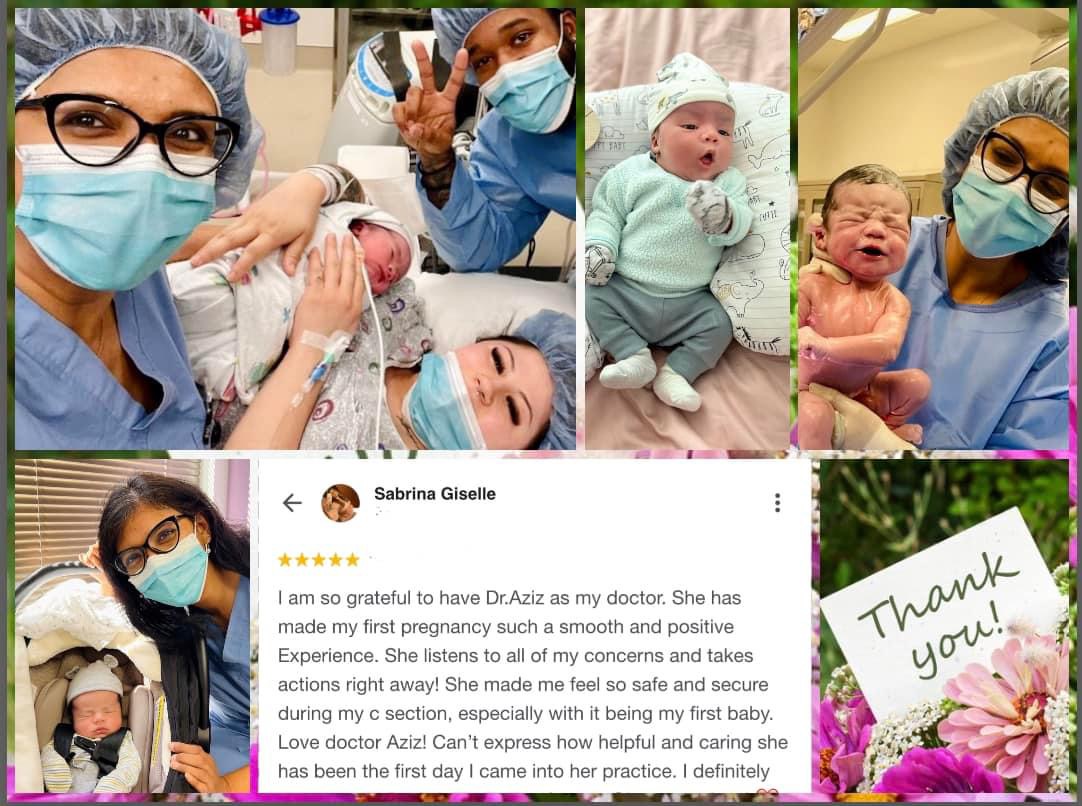 Sabrina Giselle
I am so grateful to have Dr.Aziz as my doctor. She has
made my first pregnancy such a smooth and positive
Experience. She listens to all of my concerns and takes
actions right away! She made me feel so safe and secure
during my c section, especially with it being my first baby.
Love doctor Aziz! Can’t express how helpful and caring she
has been the first day I came into her practice. I definitely
Thank
you!